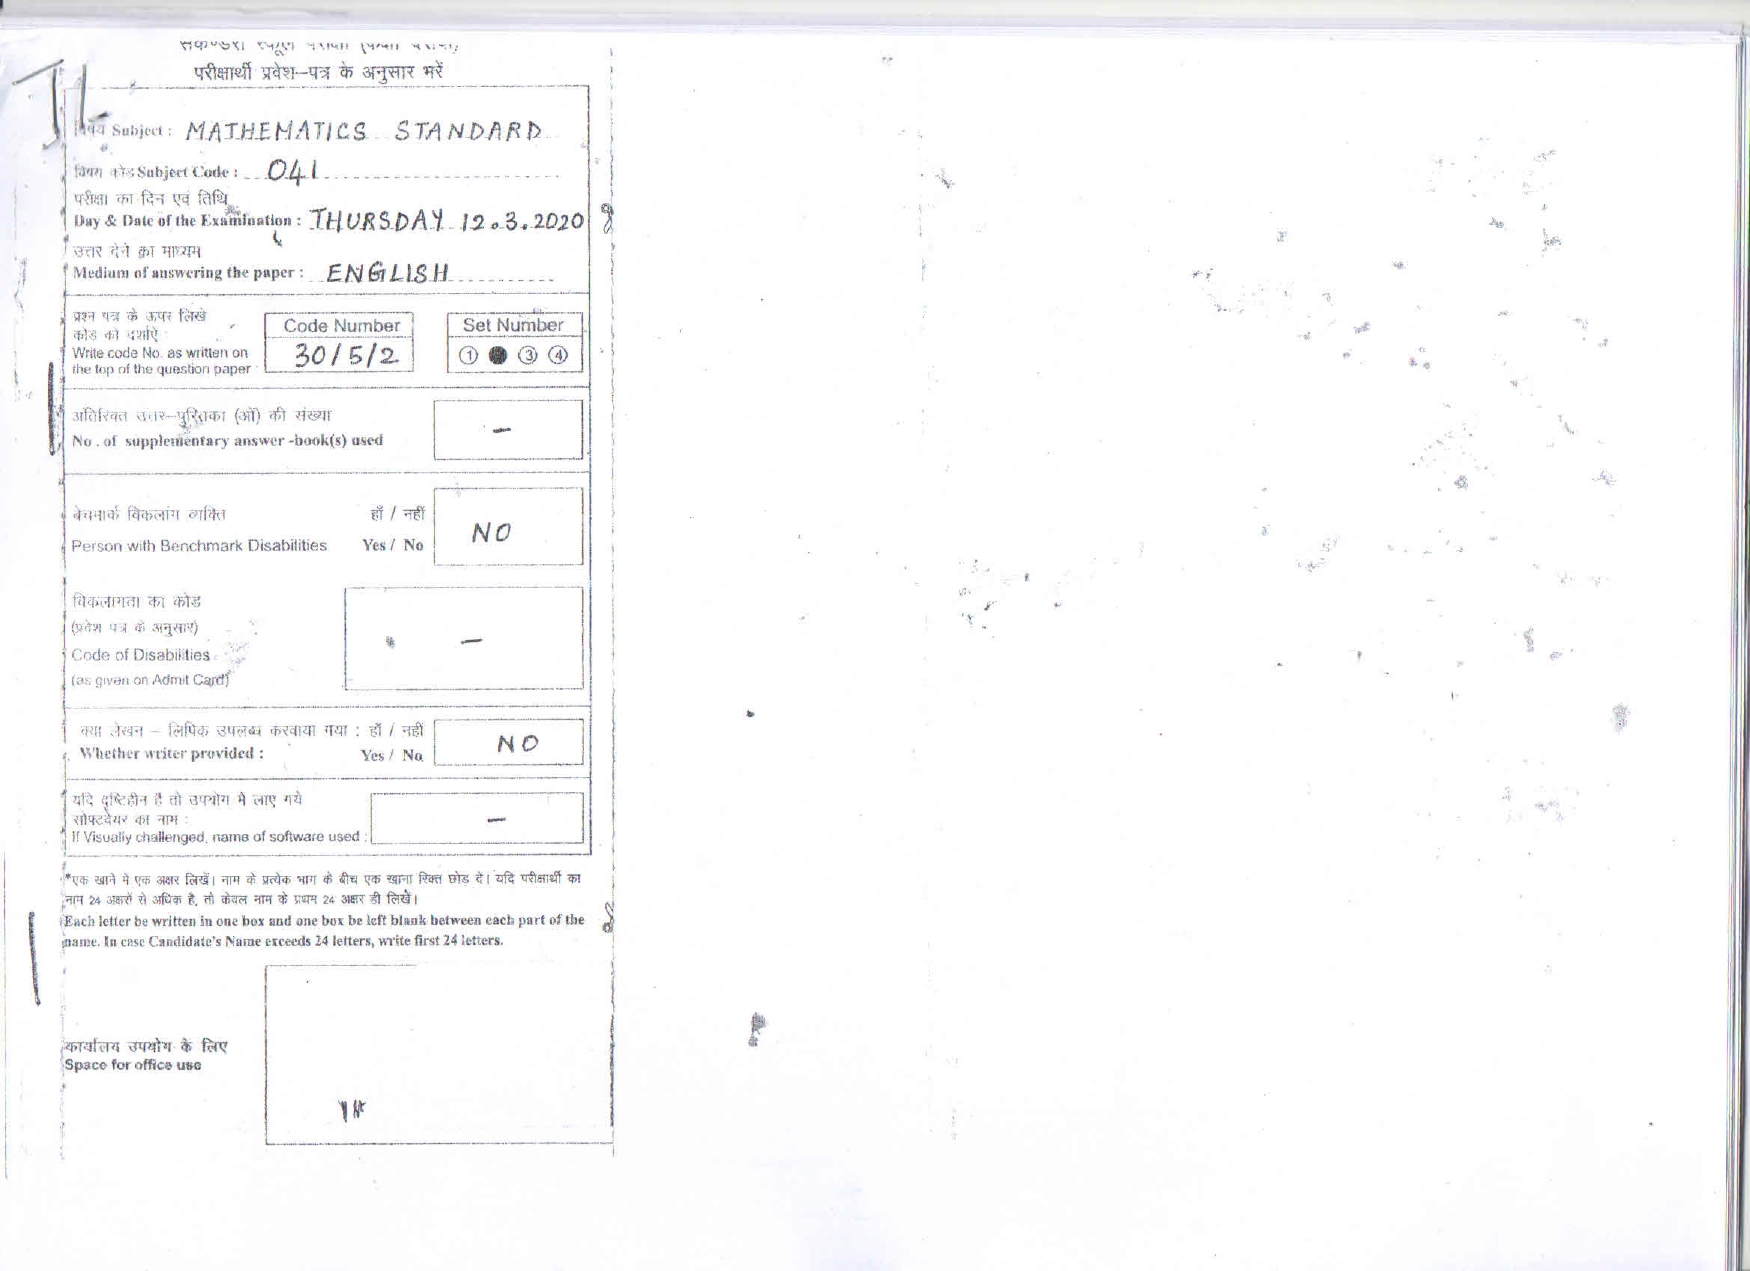 परीक्षार्थी प्रवेश–पत्र के अनुसार भरें
विषय Subject : MATHEMATICS STANDARD
विषय कोड Subject Code : 041
परीक्षा का दिन एवं तिथि
Day & Date of the Examination : THURSDAY 12.3.2020
उत्तर देने का माध्यम
Medium of answering the paper : ENGLISH
प्रश्न पत्र के ऊपर लिखे
कोड को दर्शाए :
Write code No. as written on
the top of the question paper
Code Number
30/5/2
Set Number
① ● ③ ④
अतिरिक्त उत्तर–पुस्तिका (ओं) की संख्या
No . of supplementary answer -book(s) used
–
बेंचमार्क विकलांग व्यक्ति हाँ / नहीं
Person with Benchmark Disabilities Yes / No
NO
विकलांगता का कोड
(प्रवेश पत्र के अनुसार)
Code of Disabilities
(as given on Admit Card)
–
क्या लेखन – लिपिक उपलब्ध करवाया गया : हाँ / नहीं
Whether writer provided : Yes / No
NO
यदि दृष्टिहीन है तो उपयोग में लाए गये
सोफ्टवेयर का नाम :
If Visually challenged, name of software used :
–
*एक खाने में एक अक्षर लिखें। नाम के प्रत्येक भाग के बीच एक खाना रिक्त छोड़ दें। यदि परीक्षार्थी का
नाम 24 अक्षरों से अधिक है, तो केवल नाम के प्रथम 24 अक्षर ही लिखें।
Each letter be written in one box and one box be left blank between each part of the
name. In case Candidate's Name exceeds 24 letters, write first 24 letters.
कार्यालय उपयोग के लिए
Space for office use